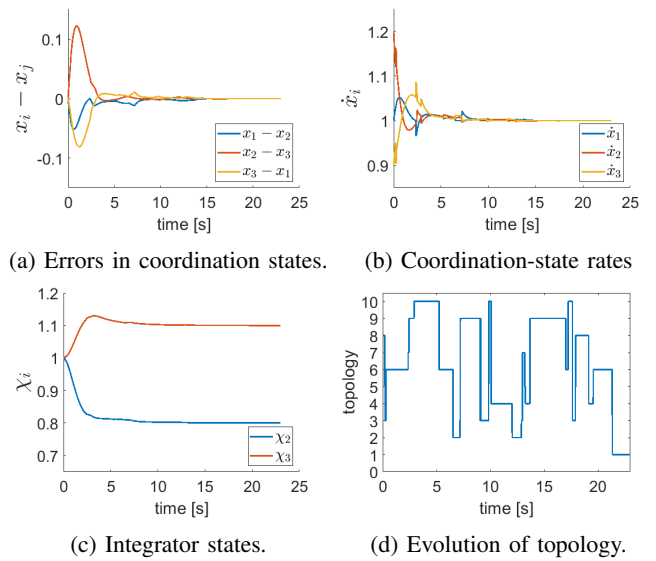 0.1
0
-0.1
x_i − x_j
x_1 − x_2
x_2 − x_3
x_3 − x_1
0 5 10 15 20 25
time [s]
(a) Errors in coordination states.
1.2
1.1
1
0.9
ẋ_i
ẋ_1
ẋ_2
ẋ_3
0 5 10 15 20 25
time [s]
(b) Coordination-state rates
1.2
1.1
1
0.9
0.8
0.7
χ_i
χ_2
χ_3
0 5 10 15 20 25
time [s]
(c) Integrator states.
10
9
8
7
6
5
4
3
2
1
0
topology
0 5 10 15 20
time [s]
(d) Evolution of topology.